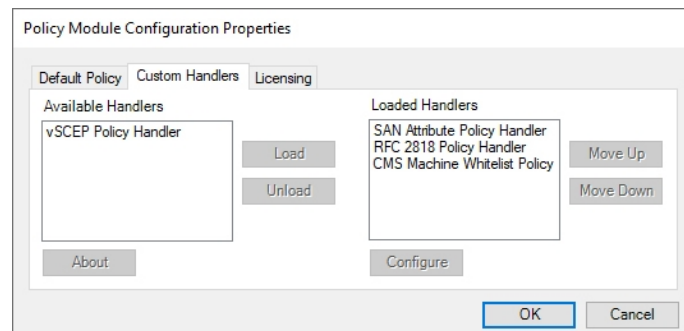 Policy Module Configuration Properties
Default Policy Custom Handlers Licensing
Available Handlers
vSCEP Policy Handler
Load
Unload
About
Loaded Handlers
SAN Attribute Policy Handler
RFC 2818 Policy Handler
CMS Machine Whitelist Policy
Move Up
Move Down
Configure
OK Cancel